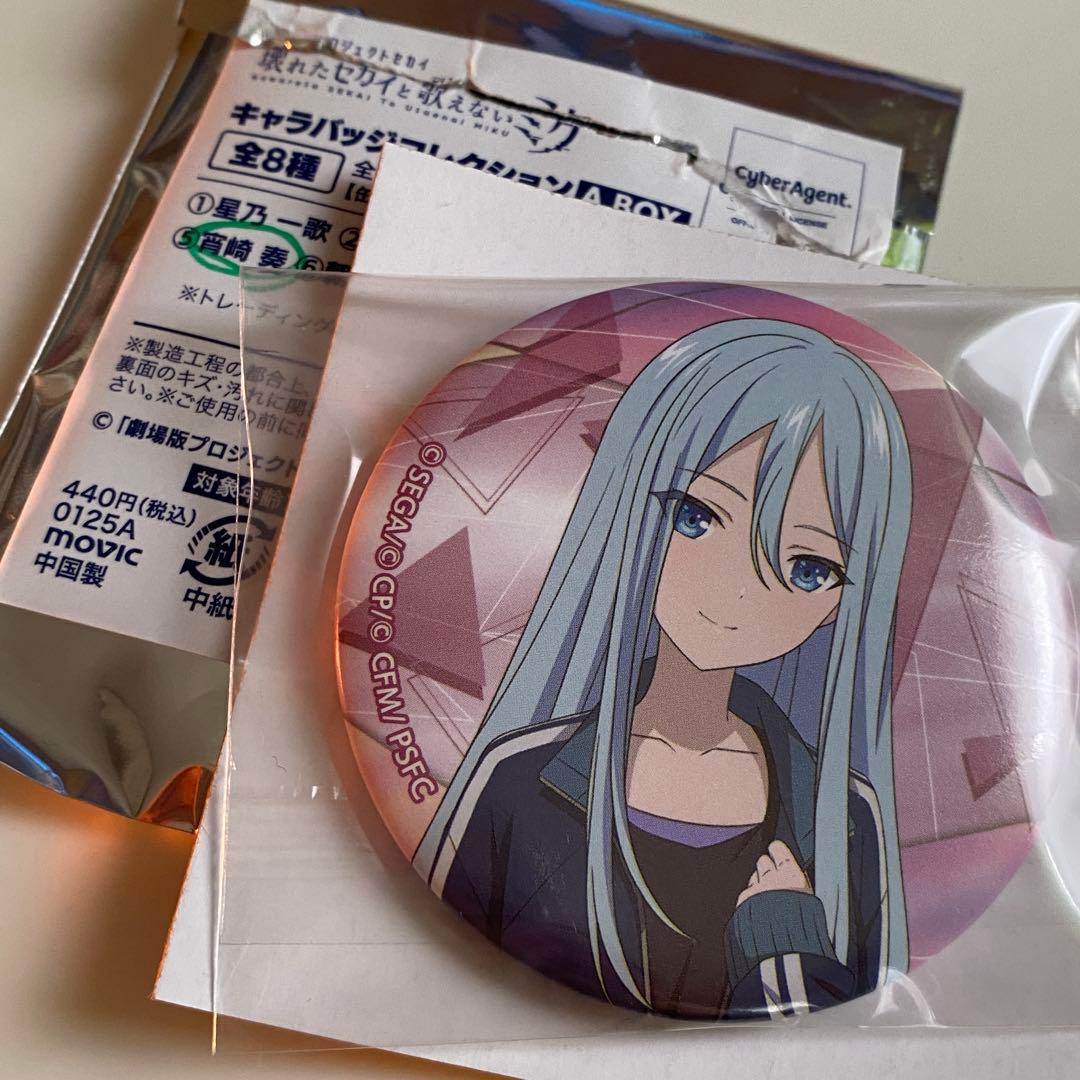 プロジェクトセカイ
壊れたセカイと歌えないミク
Kowareta SEKAI To Utaenai MIKU
キャラバッジコレクション A BOX
全8種
全
【缶
CyberAgent.
LICENSE
①星乃 一歌 ②
⑤宵崎 奏 ⑥
※トレーディング
※製造工程の都合上、
裏面のキズ・汚れに関
さい。※ご使用の前に
©「劇場版プロジェクト
対象年齢
440円(税込)
0125A
movic
中国製
紙
中紙
© SEGA/© CP/© CFM/ PSFC